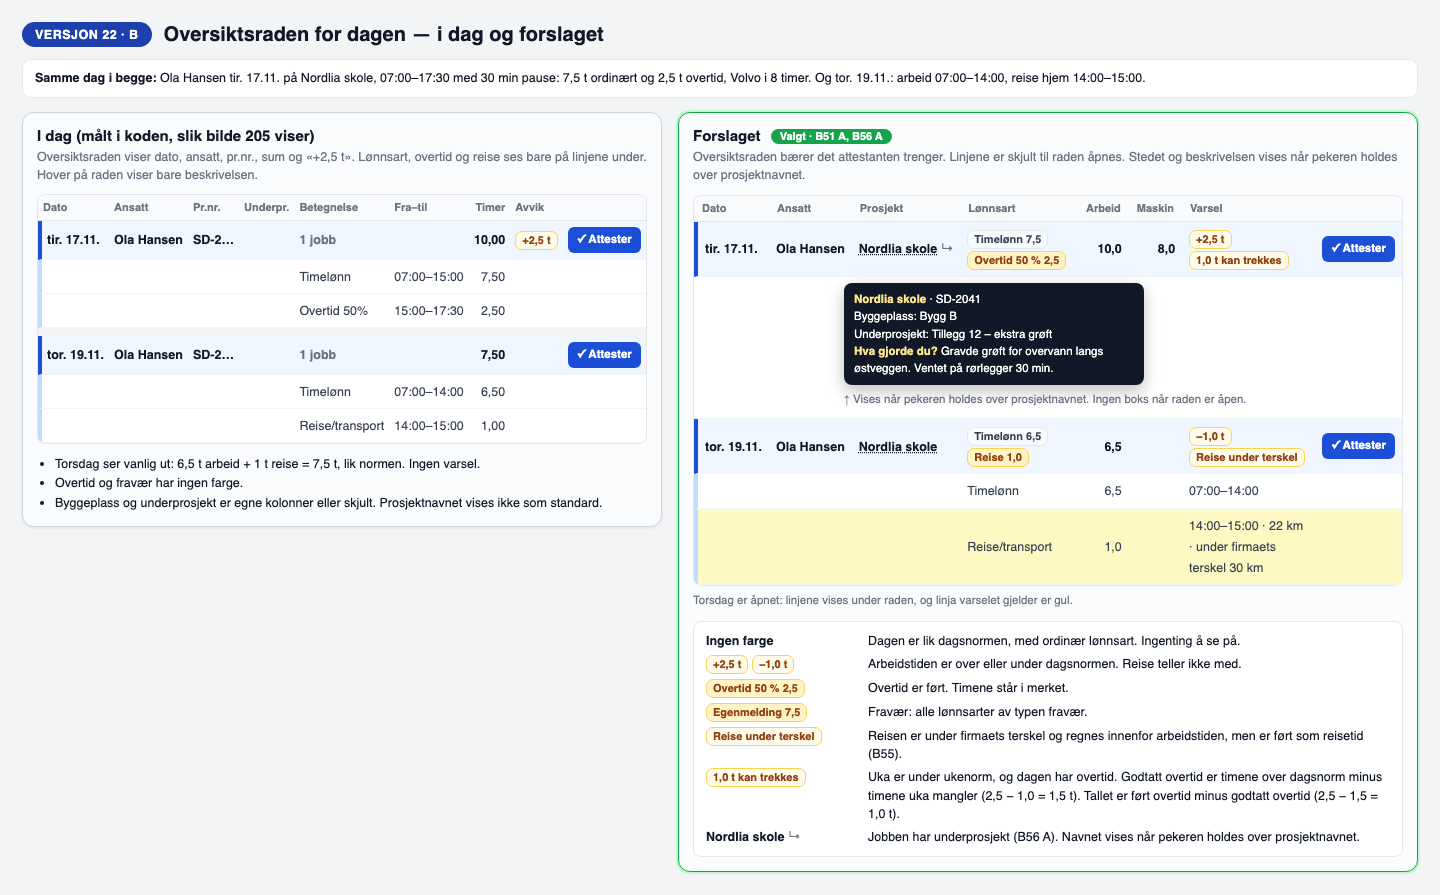 VERSJON 22 · B
Oversiktsraden for dagen — i dag og forslaget
Samme dag i begge: Ola Hansen tir. 17.11. på Nordlia skole, 07:00–17:30 med 30 min pause: 7,5 t ordinært og 2,5 t overtid, Volvo i 8 timer. Og tor. 19.11.: arbeid 07:00–14:00, reise hjem 14:00–15:00.
I dag (målt i koden, slik bilde 205 viser)
Oversiktsraden viser dato, ansatt, pr.nr., sum og «+2,5 t». Lønnsart, overtid og reise ses bare på linjene under.
Hover på raden viser bare beskrivelsen.
Dato Ansatt Pr.nr. Underpr. Betegnelse Fra–til Timer Avvik
tir. 17.11. Ola Hansen SD-2… 1 jobb 10,00 +2,5 t ✓ Attester
Timelønn 07:00–15:00 7,50
Overtid 50% 15:00–17:30 2,50
tor. 19.11. Ola Hansen SD-2… 1 jobb 7,50 ✓ Attester
Timelønn 07:00–14:00 6,50
Reise/transport 14:00–15:00 1,00
• Torsdag ser vanlig ut: 6,5 t arbeid + 1 t reise = 7,5 t, lik normen. Ingen varsel.
• Overtid og fravær har ingen farge.
• Byggeplass og underprosjekt er egne kolonner eller skjult. Prosjektnavnet vises ikke som standard.
Forslaget Valgt · B51 A, B56 A
Oversiktsraden bærer det attestanten trenger. Linjene er skjult til raden åpnes. Stedet og beskrivelsen vises når pekeren holdes
over prosjektnavnet.
Dato Ansatt Prosjekt Lønnsart Arbeid Maskin Varsel
tir. 17.11. Ola Hansen Nordlia skole ↪ Timelønn 7,5 10,0 8,0 +2,5 t ✓ Attester
Overtid 50 % 2,5 1,0 t kan trekkes
Nordlia skole · SD-2041
Byggeplass: Bygg B
Underprosjekt: Tillegg 12 – ekstra grøft
Hva gjorde du? Gravde grøft for overvann langs
østveggen. Ventet på rørlegger 30 min.
↑ Vises når pekeren holdes over prosjektnavnet. Ingen boks når raden er åpen.
tor. 19.11. Ola Hansen Nordlia skole Timelønn 6,5 6,5 −1,0 t ✓ Attester
Reise 1,0 Reise under terskel
Timelønn 6,5 07:00–14:00
14:00–15:00 · 22 km
Reise/transport 1,0 · under firmaets
terskel 30 km
Torsdag er åpnet: linjene vises under raden, og linja varselet gjelder er gul.
Ingen farge Dagen er lik dagsnormen, med ordinær lønnsart. Ingenting å se på.
+2,5 t −1,0 t Arbeidstiden er over eller under dagsnormen. Reise teller ikke med.
Overtid 50 % 2,5 Overtid er ført. Timene står i merket.
Egenmelding 7,5 Fravær: alle lønnsarter av typen fravær.
Reise under terskel Reisen er under firmaets terskel og regnes innenfor arbeidstiden, men er ført som reisetid
(B55).
1,0 t kan trekkes Uka er under ukenorm, og dagen har overtid. Godtatt overtid er timene over dagsnorm minus
timene uka mangler (2,5 − 1,0 = 1,5 t). Tallet er ført overtid minus godtatt overtid (2,5 − 1,5 =
1,0 t).
Nordlia skole ↪ Jobben har underprosjekt (B56 A). Navnet vises når pekeren holdes over prosjektnavnet.